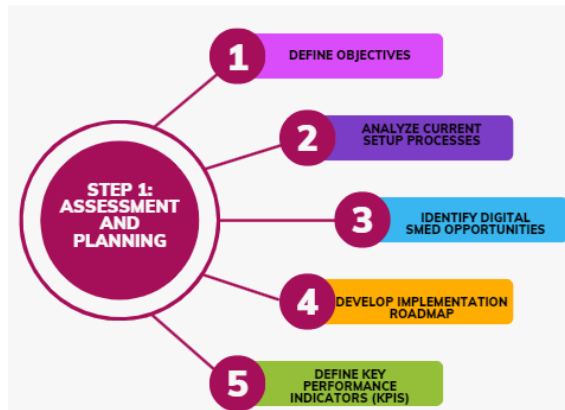 STEP 1:
ASSESSMENT
AND
PLANNING
1
DEFINE OBJECTIVES
2
ANALYZE CURRENT
SETUP PROCESSES
3
IDENTIFY DIGITAL
SMED OPPORTUNITIES
4
DEVELOP IMPLEMENTATION
ROADMAP
5
DEFINE KEY
PERFORMANCE
INDICATORS (KPIS)